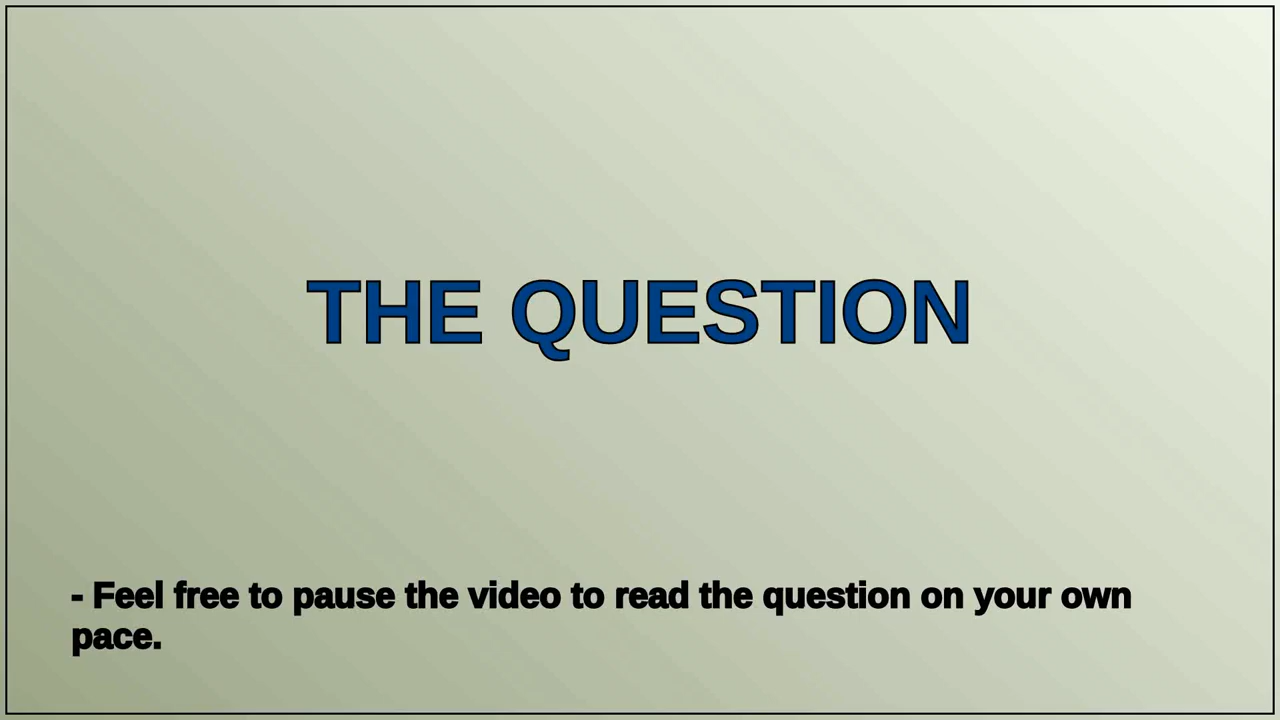 THE QUESTION
- Feel free to pause the video to read the question on your own
pace.